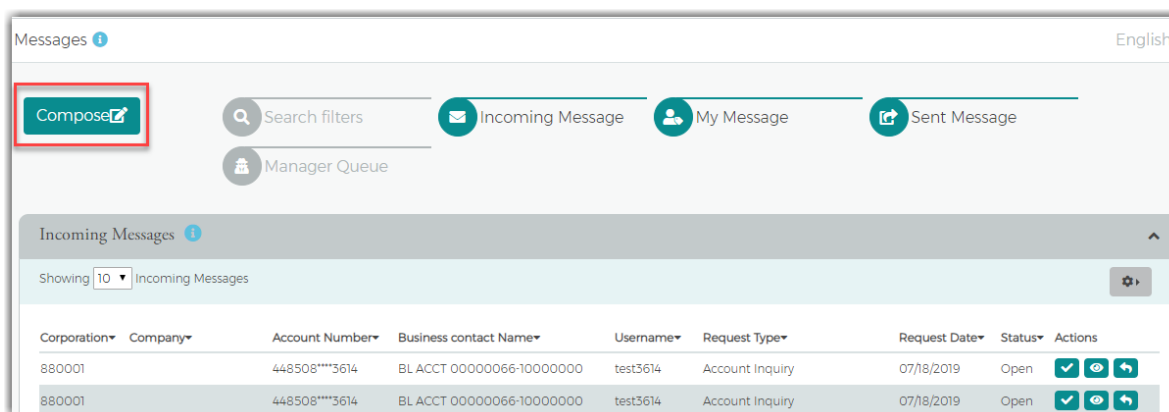 Messages
English
Compose
Search filters
Incoming Message
My Message
Sent Message
Manager Queue
Incoming Messages
Showing 10 Incoming Messages
Corporation Company Account Number Business contact Name Username Request Type Request Date Status Actions
880001 448508****3614 BL ACCT 00000066-10000000 test3614 Account Inquiry 07/18/2019 Open
880001 448508****3614 BL ACCT 00000066-10000000 test3614 Account Inquiry 07/18/2019 Open